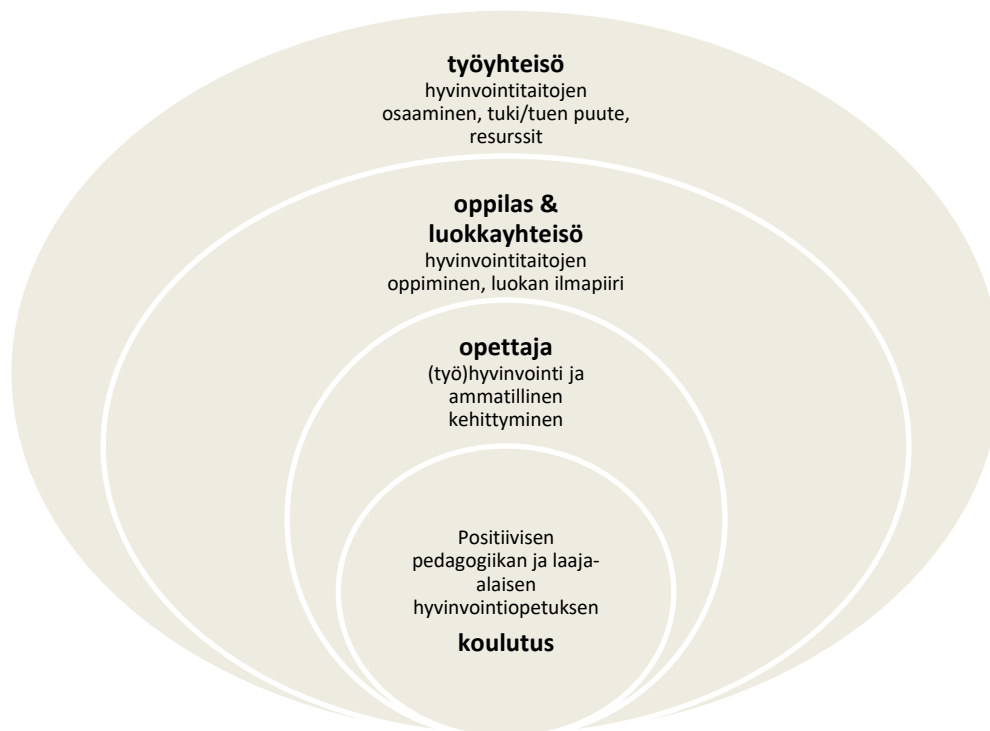 työyhteisö
hyvinvointitaitojen
osaaminen, tuki/tuen puute,
resurssit
oppilas &
luokkayhteisö
hyvinvointitaitojen
oppiminen, luokan ilmapiiri
opettaja
(työ)hyvinvointi ja
ammatillinen
kehittyminen
Positiivisen
pedagogiikan ja laaja-
alaisen
hyvinvointiopetuksen
koulutus